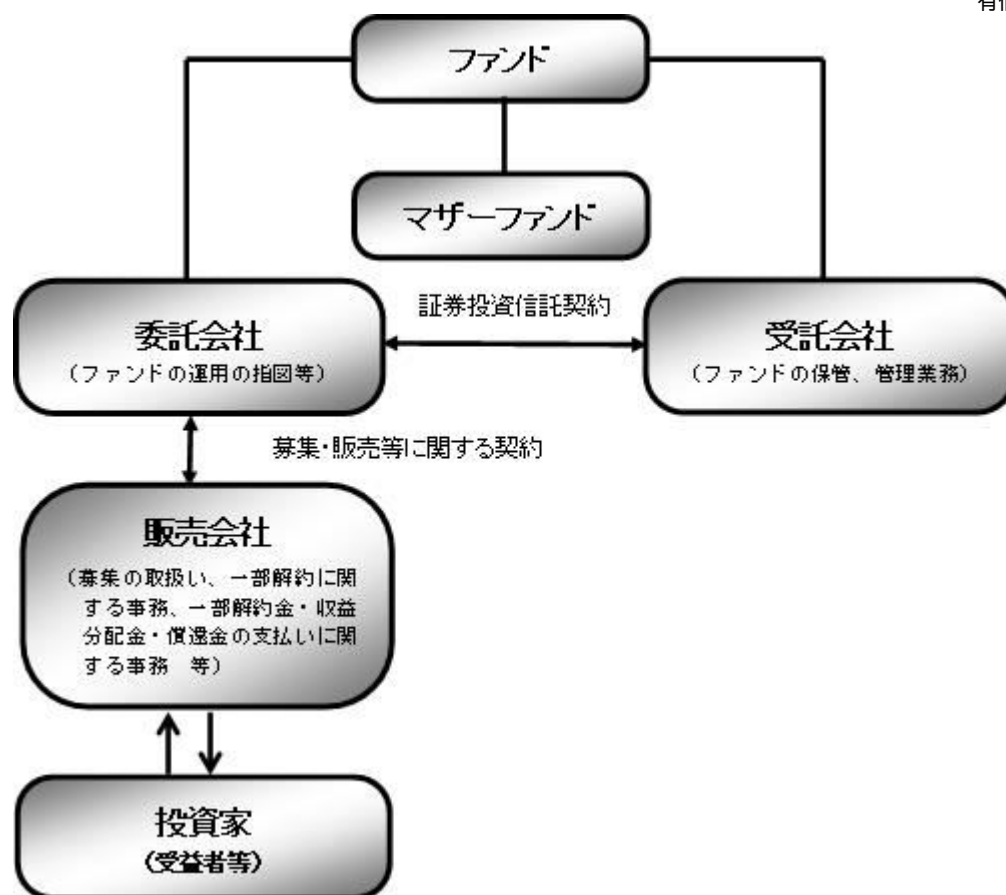 有価
ファンド
マザーファンド
証券投資信託契約
委託会社
(ファンドの運用の指図等)
受託会社
(ファンドの保管、管理業務)
募集・販売等に関する契約
販売会社
(募集の取扱い、一部解約に関
する事務、一部解約金・収益
分配金・償還金の支払いに関
する事務 等)
投資家
(受益者等)